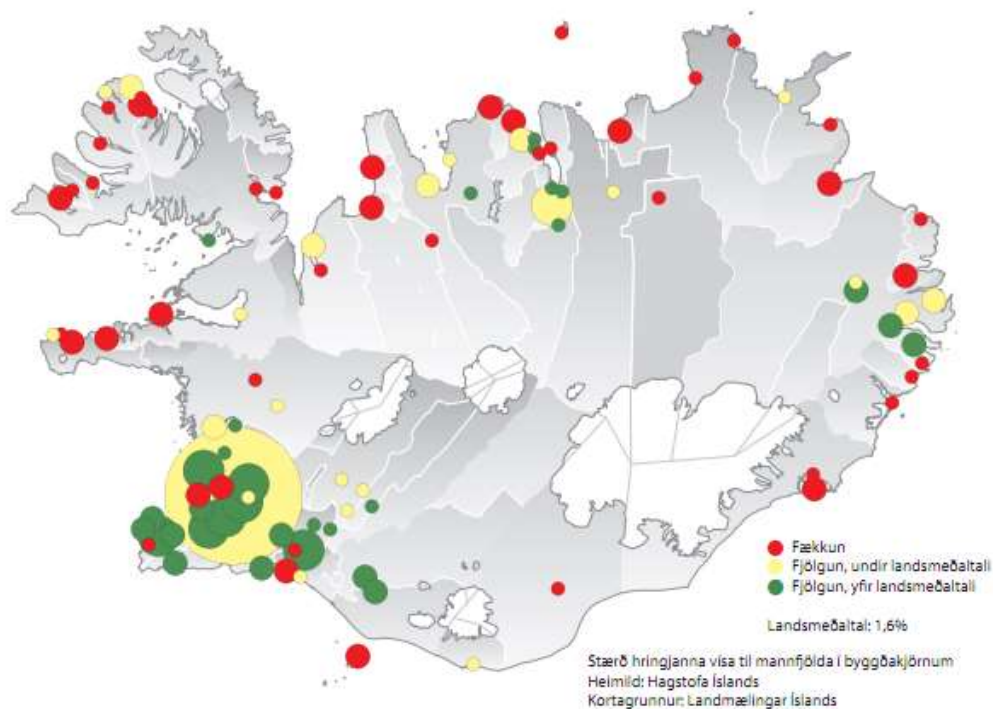 Fækkun
Fjölgun, undir landsmeðaltali
Fjölgun, yfir landsmeðaltali
Landsmeðaltal: 1,6%
Stærð hringjanna vísa til mannfjölda í byggðakjörnum
Heimild: Hagstofa Íslands
Kortagrunnur: Landmælingar Íslands